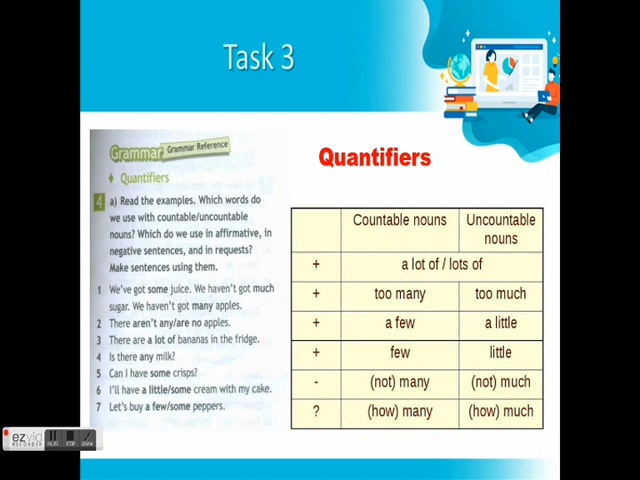 Task 3
Grammar Grammar Reference
Quantifiers
4 a) Read the examples. Which words do
we use with countable/uncountable
nouns? Which do we use in affirmative, in
negative sentences, and in requests?
Make sentences using them.
1 We've got some juice. We haven't got much
sugar. We haven't got many apples.
2 There aren't any/are no apples.
3 There are a lot of bananas in the fridge.
4 Is there any milk?
5 Can I have some crisps?
6 I'll have a little/some cream with my cake.
7 Let's buy a few/some peppers.
Quantifiers
Countable nouns Uncountable
nouns
+ a lot of / lots of
+ too many too much
+ a few a little
+ few little
- (not) many (not) much
? (how) many (how) much
ezvid
RECORDER